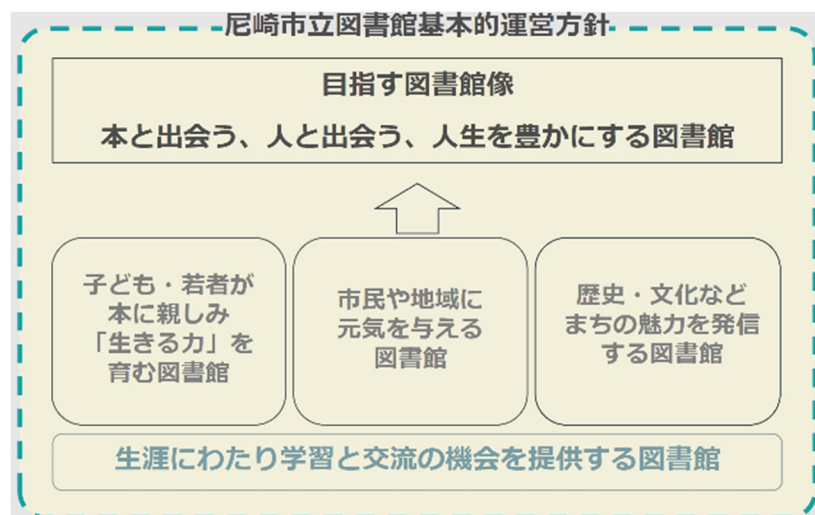 尼崎市立図書館基本的運営方針
目指す図書館像
本と出会う、人と出会う、人生を豊かにする図書館
子ども・若者が
本に親しみ
「生きる力」を
育む図書館
市民や地域に
元気を与える
図書館
歴史・文化など
まちの魅力を発信
する図書館
生涯にわたり学習と交流の機会を提供する図書館